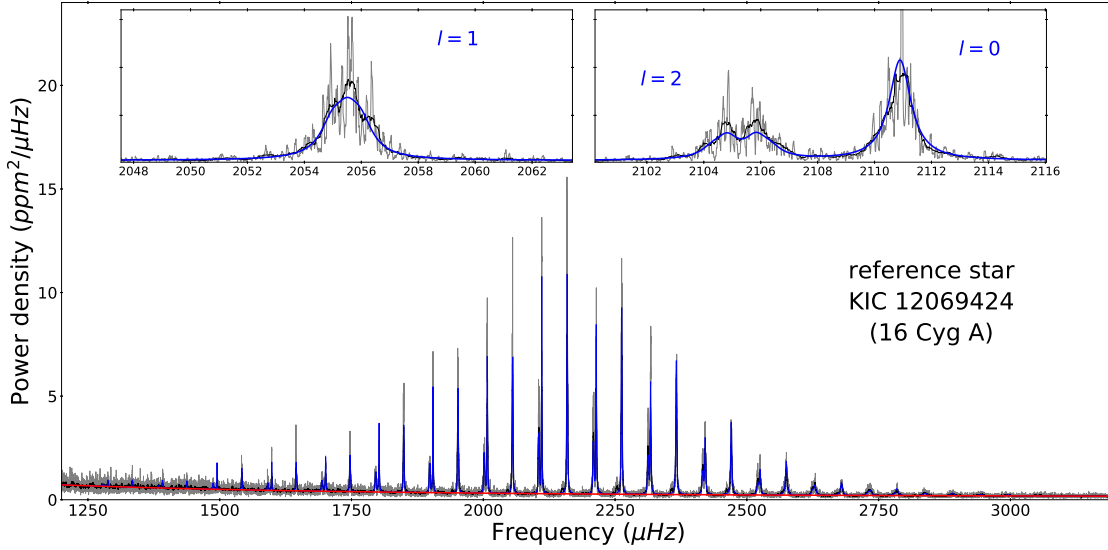 l = 1
l = 2
l = 0
2048 2050 2052 2054 2056 2058 2060 2062
2102 2104 2106 2108 2110 2112 2114 2116
Power density (ppm²/μHz)
20
15
10
5
0
reference star
KIC 12069424
(16 Cyg A)
1250 1500 1750 2000 2250 2500 2750 3000
Frequency (μHz)